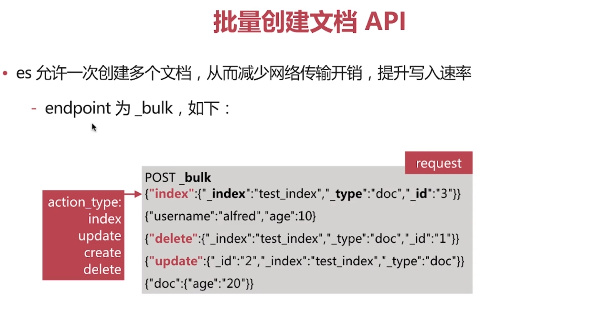 批量创建文档 API
• es 允许一次创建多个文档，从而减少网络传输开销，提升写入速率
- endpoint 为 _bulk，如下：
request
POST _bulk
{"index":{"_index":"test_index","_type":"doc","_id":"3"}}
{"username":"alfred","age":10}
{"delete":{"_index":"test_index","_type":"doc","_id":"1"}}
{"update":{"_id":"2","_index":"test_index","_type":"doc"}}
{"doc":{"age":"20"}}
action_type:
index
update
create
delete